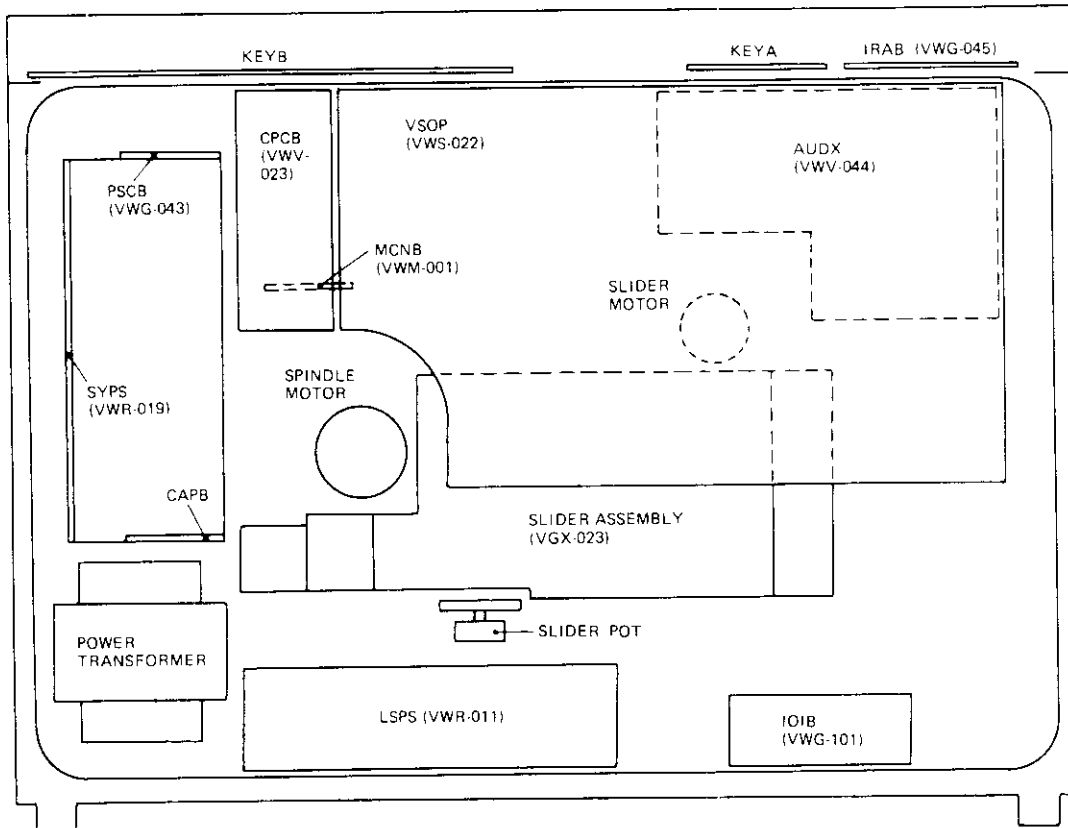 KEYB
KEYA
IRAB (VWG-045)
CPCB
(VWV-
023)
VSOP
(VWS-022)
AUDX
(VWV-044)
PSCB
(VWG-043)
MCNB
(VWM-001)
SLIDER
MOTOR
SYPS
(VWR-019)
SPINDLE
MOTOR
CAPB
SLIDER ASSEMBLY
(VGX-023)
POWER
TRANSFORMER
SLIDER POT
LSPS (VWR-011)
IOIB
(VWG-101)